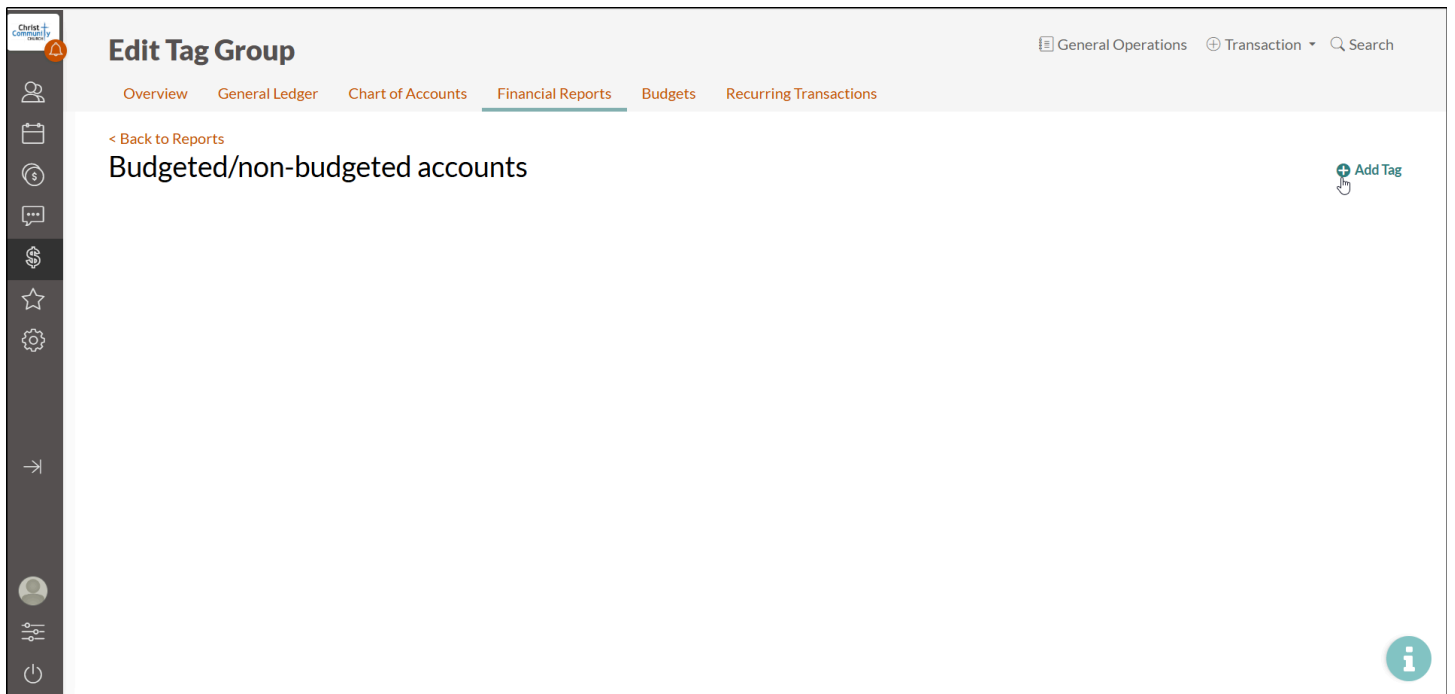 Christ
Community
CHURCH
Edit Tag Group
General Operations Transaction Search
Overview General Ledger Chart of Accounts Financial Reports Budgets Recurring Transactions
< Back to Reports
Budgeted/non-budgeted accounts
Add Tag